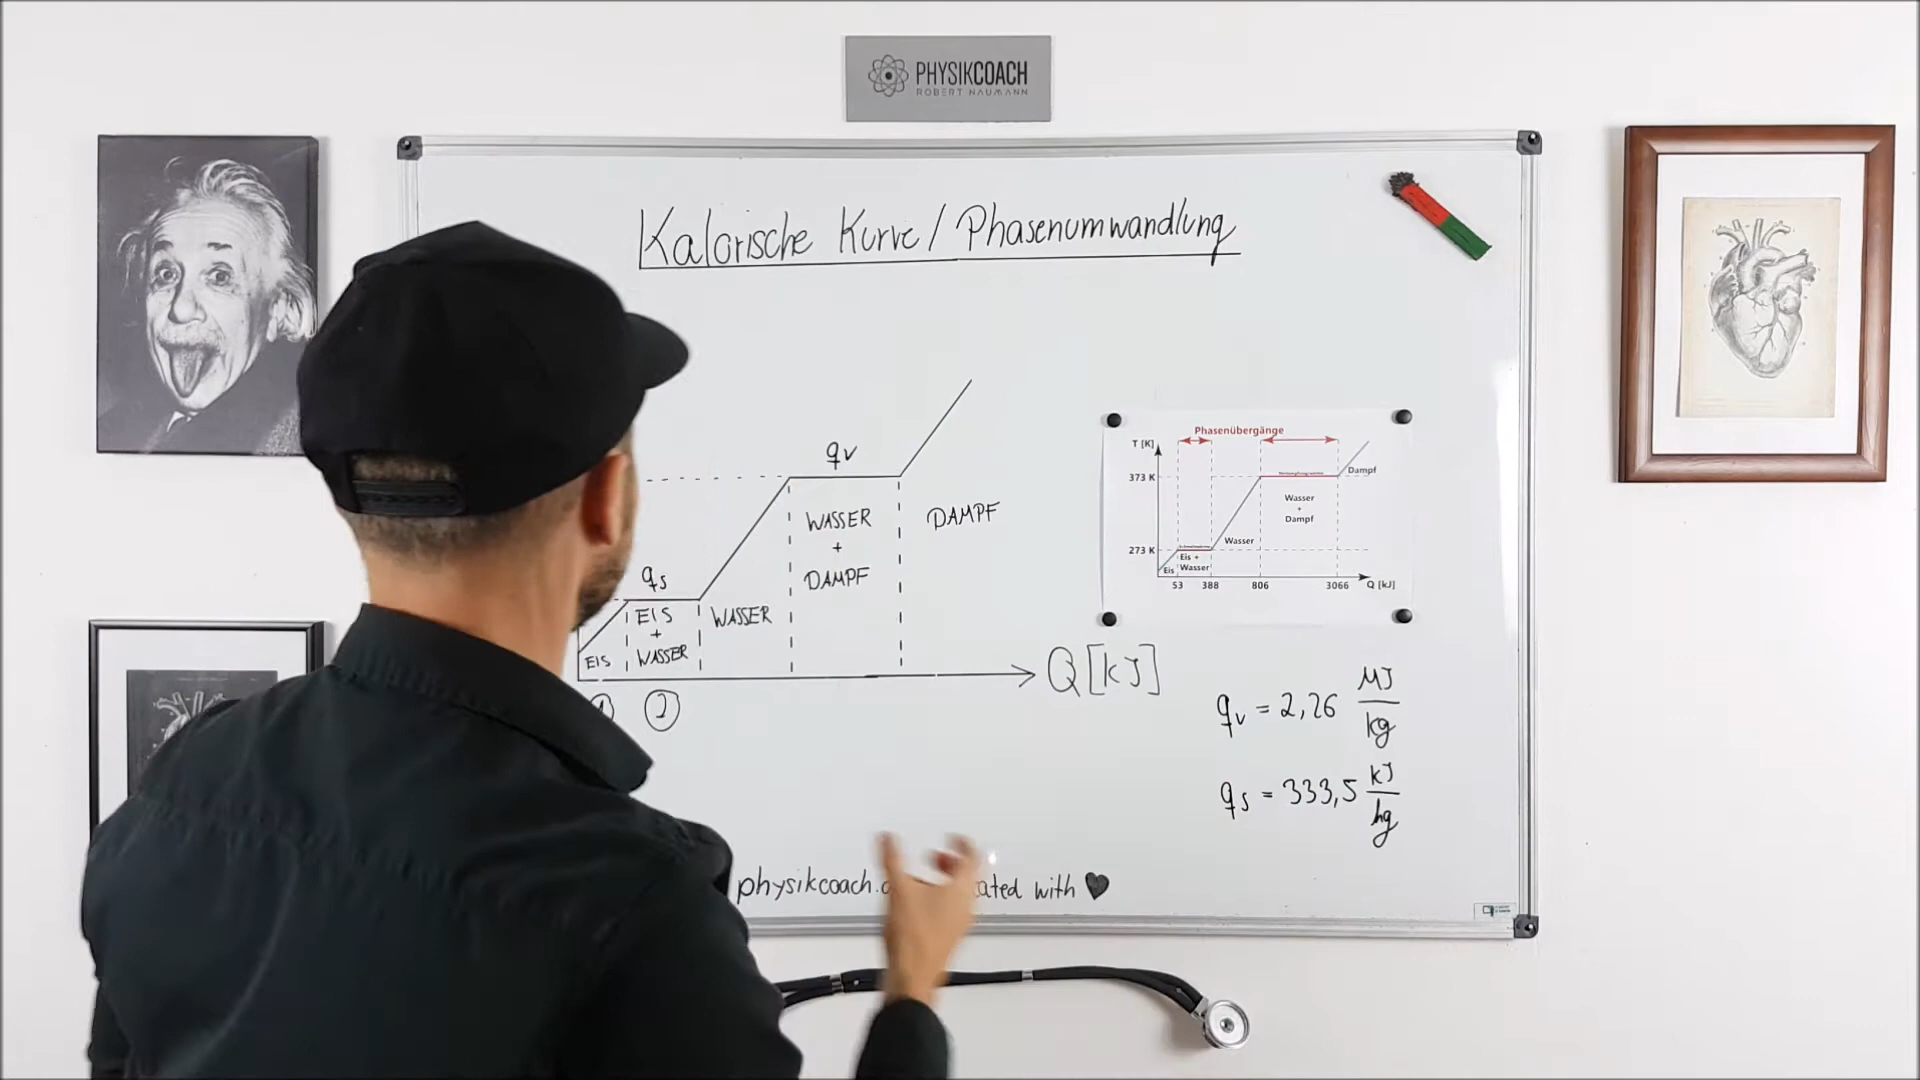 PHYSIKCOACH
ROBERT NAUMANN
Kalorische Kurve / Phasenumwandlung
qv
WASSER
+
DAMPF
DAMPF
qs
EIS
+
WASSER
WASSER
EIS
Q [kJ]
1 2
Phasenübergänge
T [K]
373 K
Dampf
Wasser
+
Dampf
273 K
Wasser
Eis
Eis +
Wasser
53 388 806 3066 Q [kJ]
qv = 2,26 MJ/kg
qs = 333,5 kJ/kg
physikcoach. with ♥